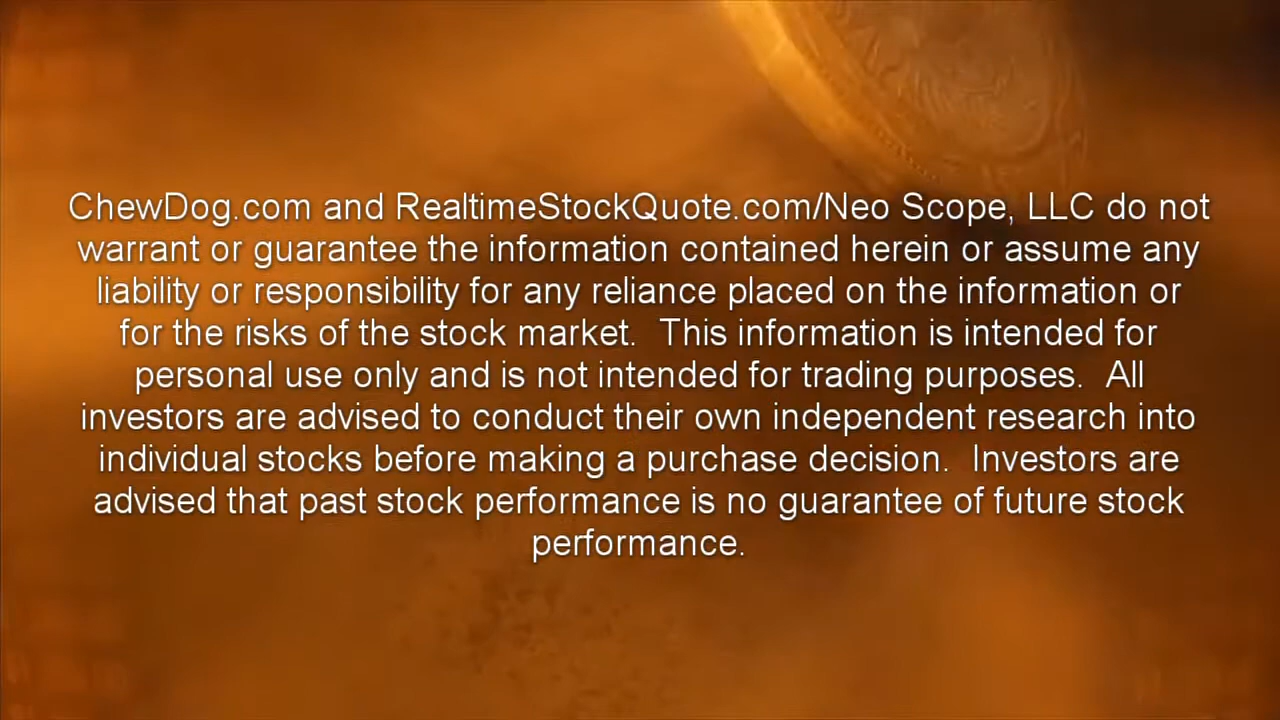 ChewDog.com and RealtimeStockQuote.com/Neo Scope, LLC do not
warrant or guarantee the information contained herein or assume any
liability or responsibility for any reliance placed on the information or
for the risks of the stock market.  This information is intended for
personal use only and is not intended for trading purposes.  All
investors are advised to conduct their own independent research into
individual stocks before making a purchase decision.  Investors are
advised that past stock performance is no guarantee of future stock
performance.